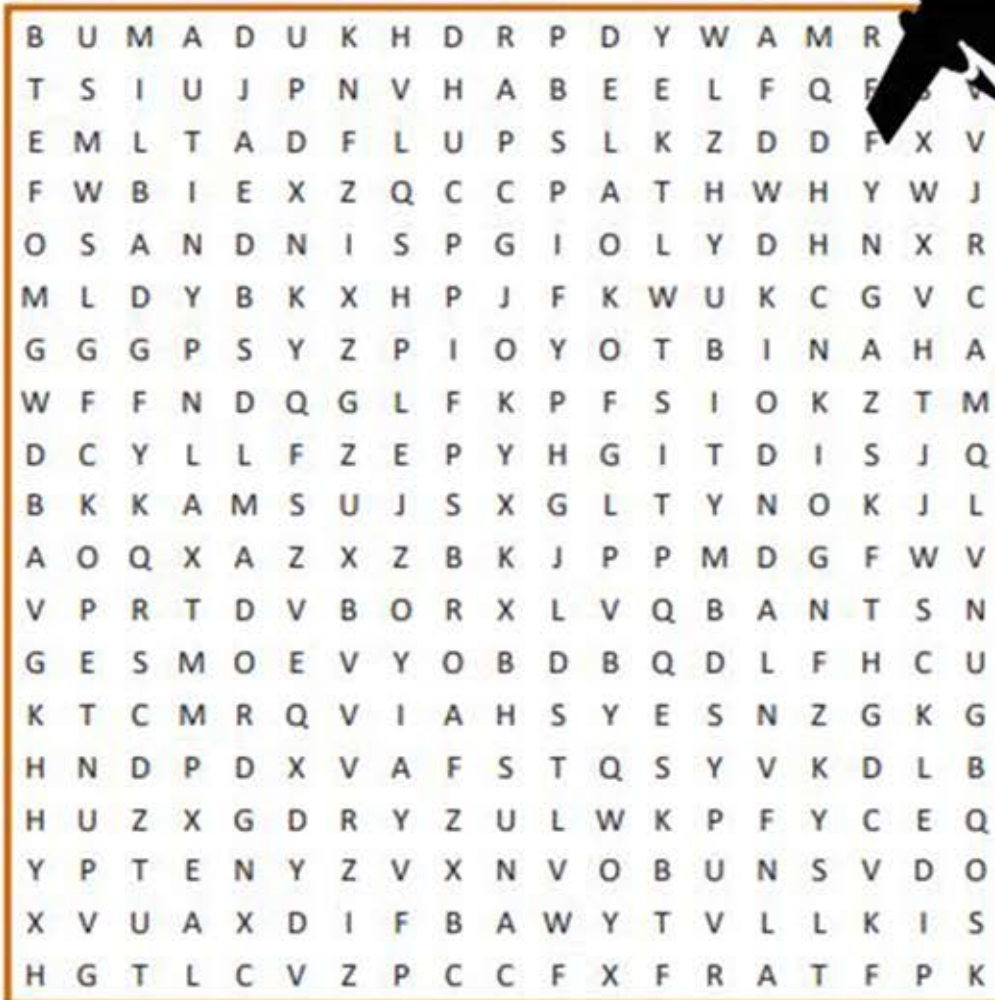 B U M A D U K H D R P D Y W A M R
T S I U J P N V H A B E E L F Q
E M L T A D F L U P S L K Z D D F X V
F W B I E X Z Q C C P A T H W H Y W J
O S A N D N I S P G I O L Y D H N X R
M L D Y B K X H P J F K W U K C G V C
G G G P S Y Z P I O Y O T B I N A H A
W F F N D Q G L F K P F S I O K Z T M
D C Y L L F Z E P Y H G I T D I S J Q
B K K A M S U J S X G L T Y N O K J L
A O Q X A Z X Z B K J P P M D G F W V
V P R T D V B O R X L V Q B A N T S N
G E S M O E V Y O B D B Q D L F H C U
K T C M R Q V I A H S Y E S N Z G K G
H N D P D X V A F S T Q S Y V K D L B
H U Z X G D R Y Z U L W K P F Y C E Q
Y P T E N Y Z V X N V O B U N S V D O
X V U A X D I F B A W Y T V L L K I S
H G T L C V Z P C C F X F R A T F P K